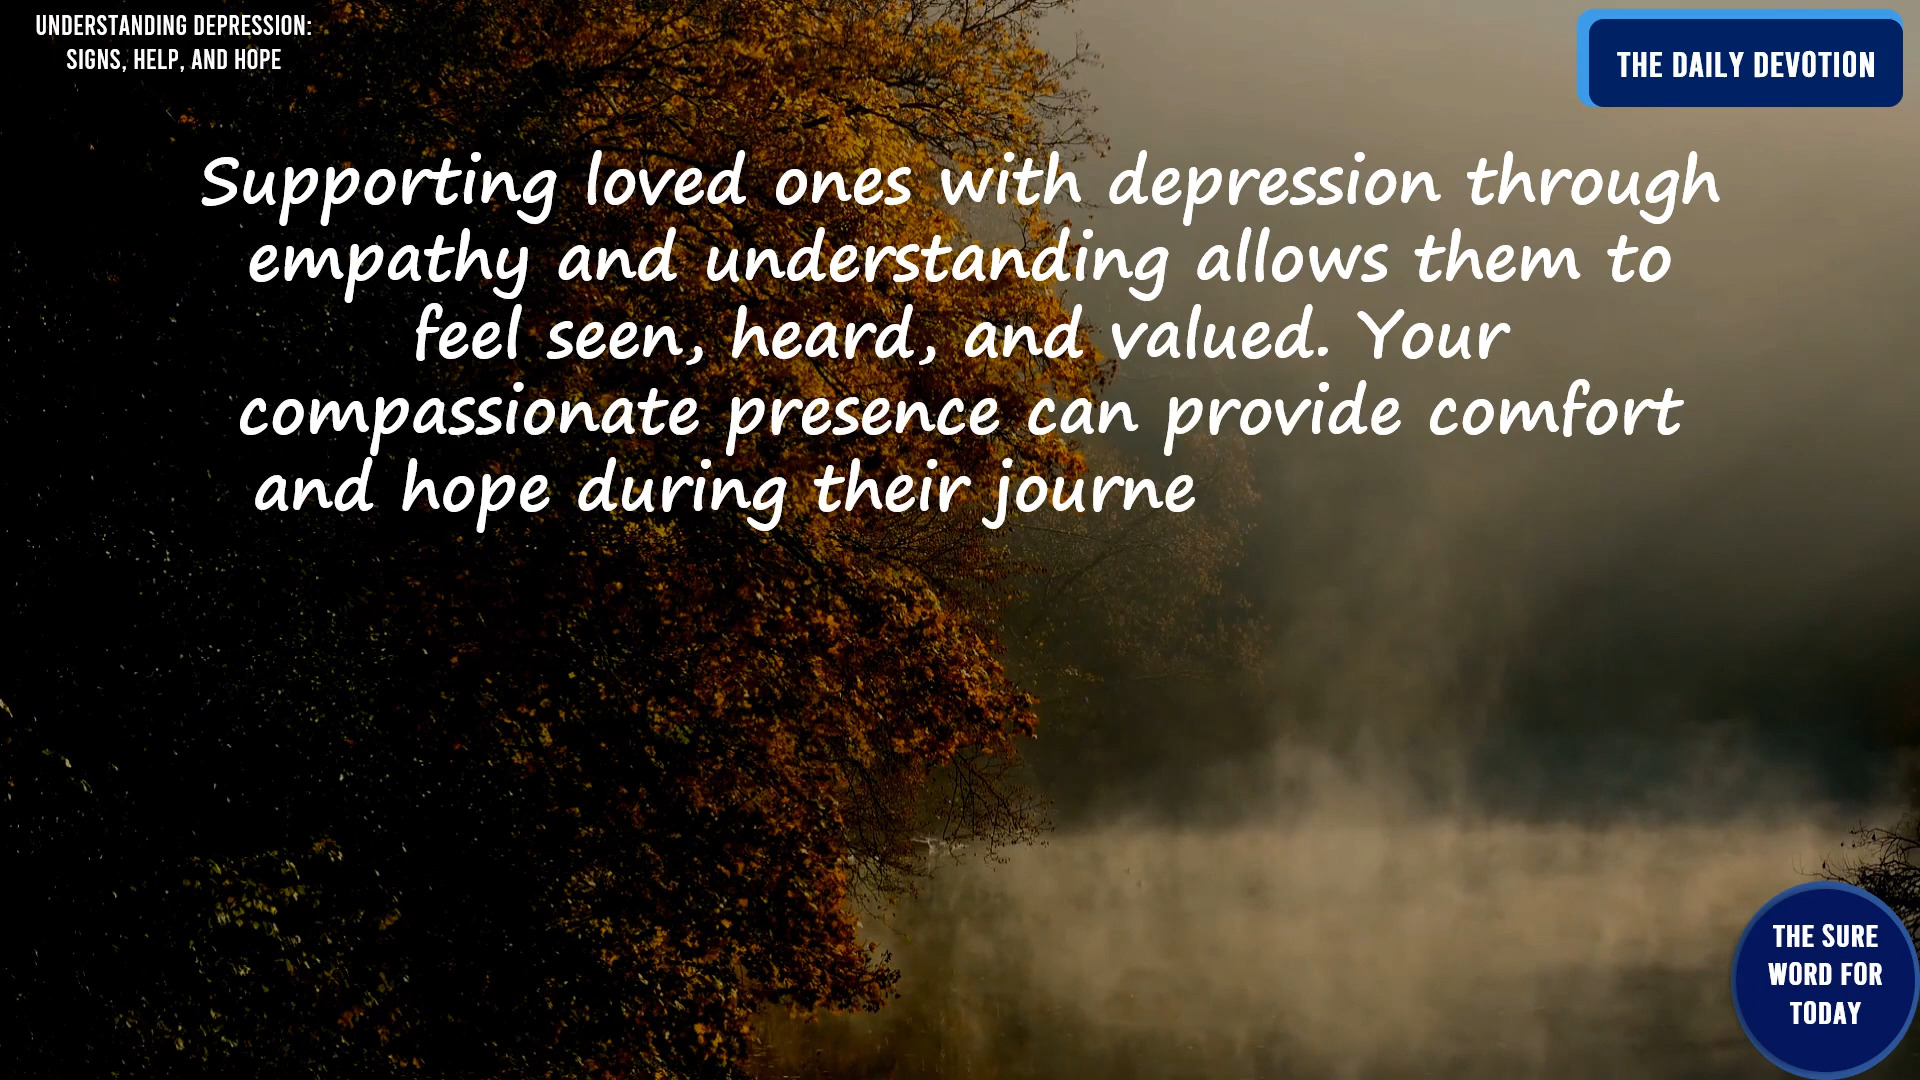 UNDERSTANDING DEPRESSION:
SIGNS, HELP, AND HOPE
THE DAILY DEVOTION
Supporting loved ones with depression through
empathy and understanding allows them to
feel seen, heard, and valued. Your
compassionate presence can provide comfort
and hope during their journe
THE SURE
WORD FOR
TODAY